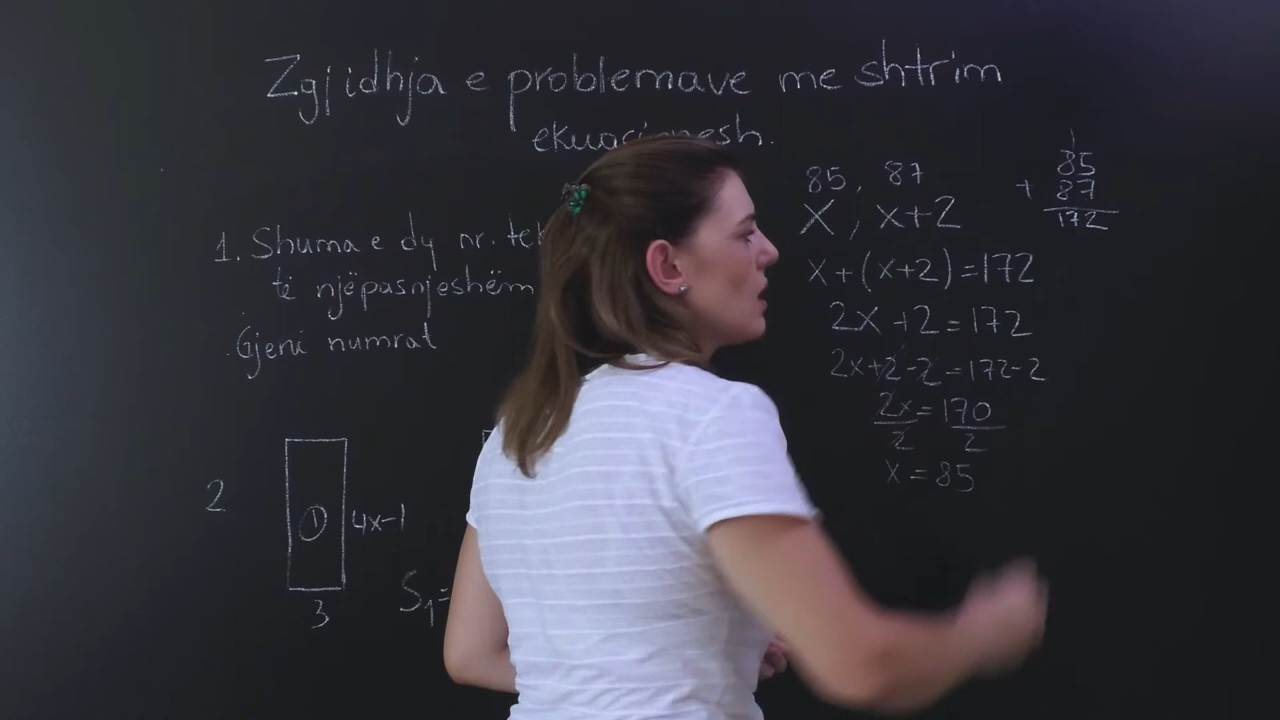 Zgjidhja e problemave me shtrim
ekuacionesh.
1. Shuma e dy nr. tek
të njëpasnjeshëm
Gjeni numrat
2
① 4x-1
3
S₁=
85, 87
x, x+2
x+(x+2)=172
2x+2=172
2x+2-2=172-2
2x/2=170/2
x=85
1
85
+ 87
172